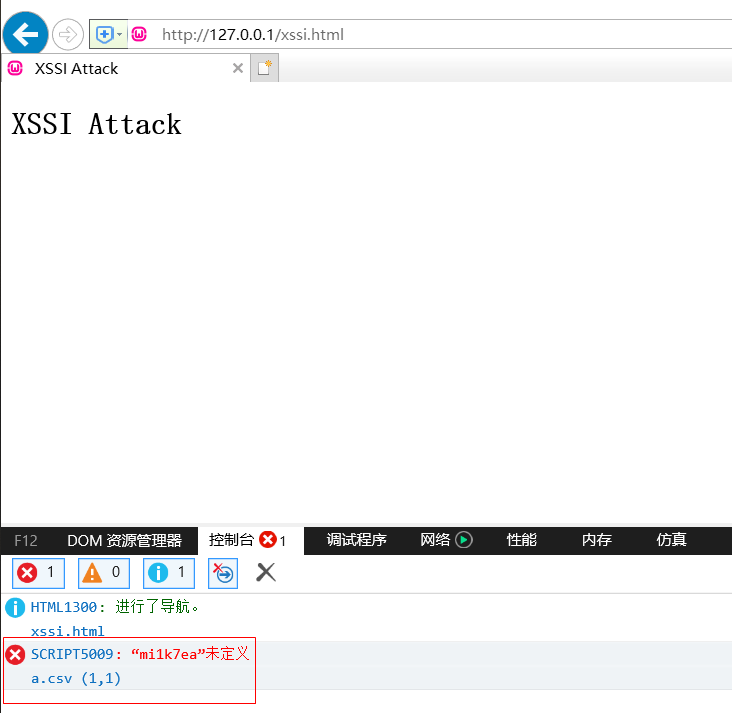 http://127.0.0.1/xssi.html
XSSI Attack
XSSI Attack
F12 DOM 资源管理器 控制台 1 调试程序 网络 性能 内存 仿真
1 0 1
HTML1300: 进行了导航。
xssi.html
SCRIPT5009: “mi1k7ea”未定义
a.csv (1,1)